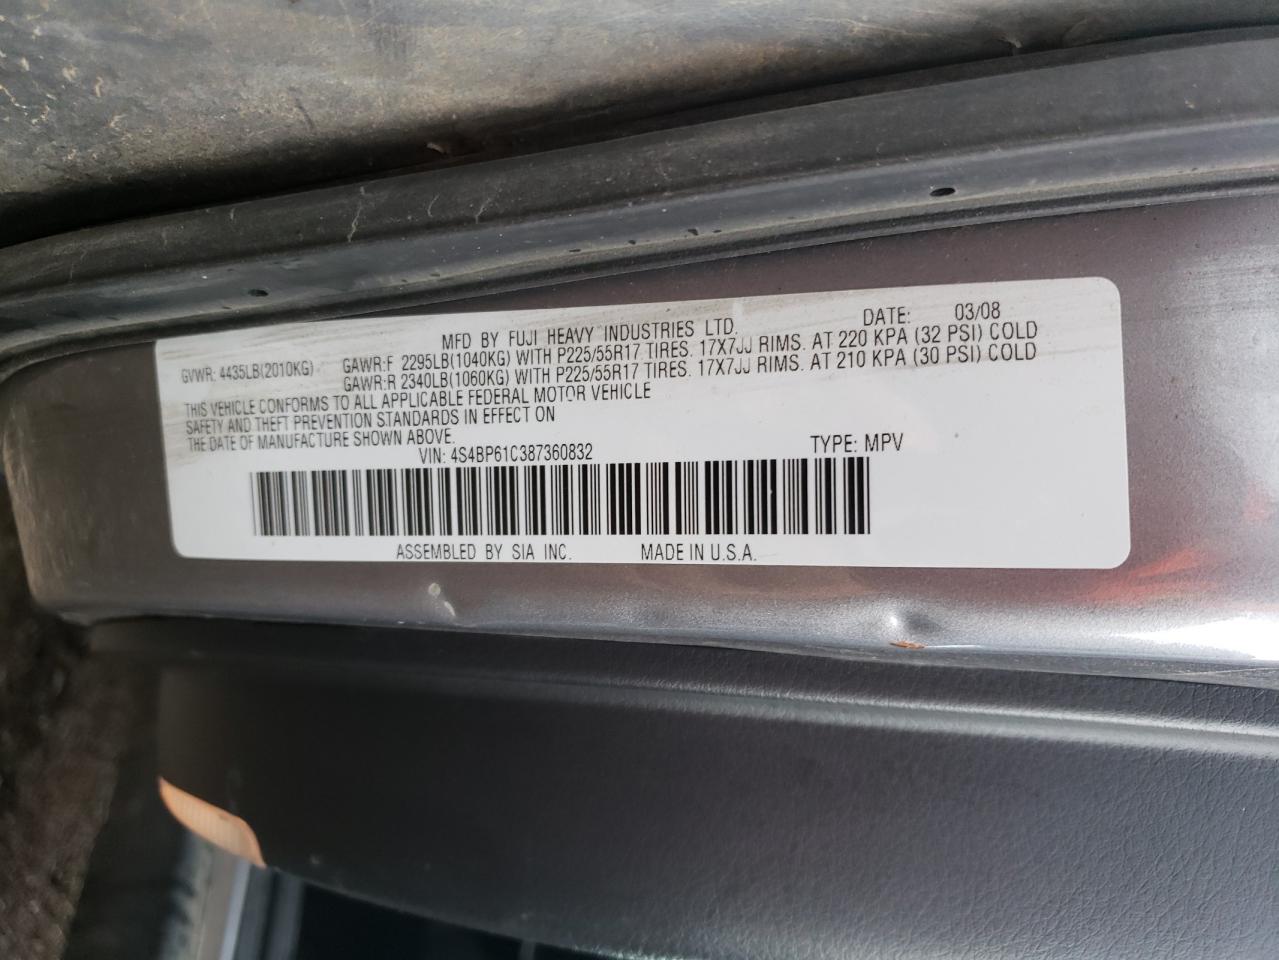 MFD BY FUJI HEAVY INDUSTRIES LTD. DATE: 03/08
GVWR: 4435LB(2010KG) GAWR:F 2295LB(1040KG) WITH P225/55R17 TIRES. 17X7JJ RIMS. AT 220 KPA (32 PSI) COLD
GAWR:R 2340LB(1060KG) WITH P225/55R17 TIRES. 17X7JJ RIMS. AT 210 KPA (30 PSI) COLD
THIS VEHICLE CONFORMS TO ALL APPLICABLE FEDERAL MOTOR VEHICLE
SAFETY AND THEFT PREVENTION STANDARDS IN EFFECT ON
THE DATE OF MANUFACTURE SHOWN ABOVE.
VIN: 4S4BP61C387360832 TYPE: MPV
ASSEMBLED BY SIA INC. MADE IN U.S.A.